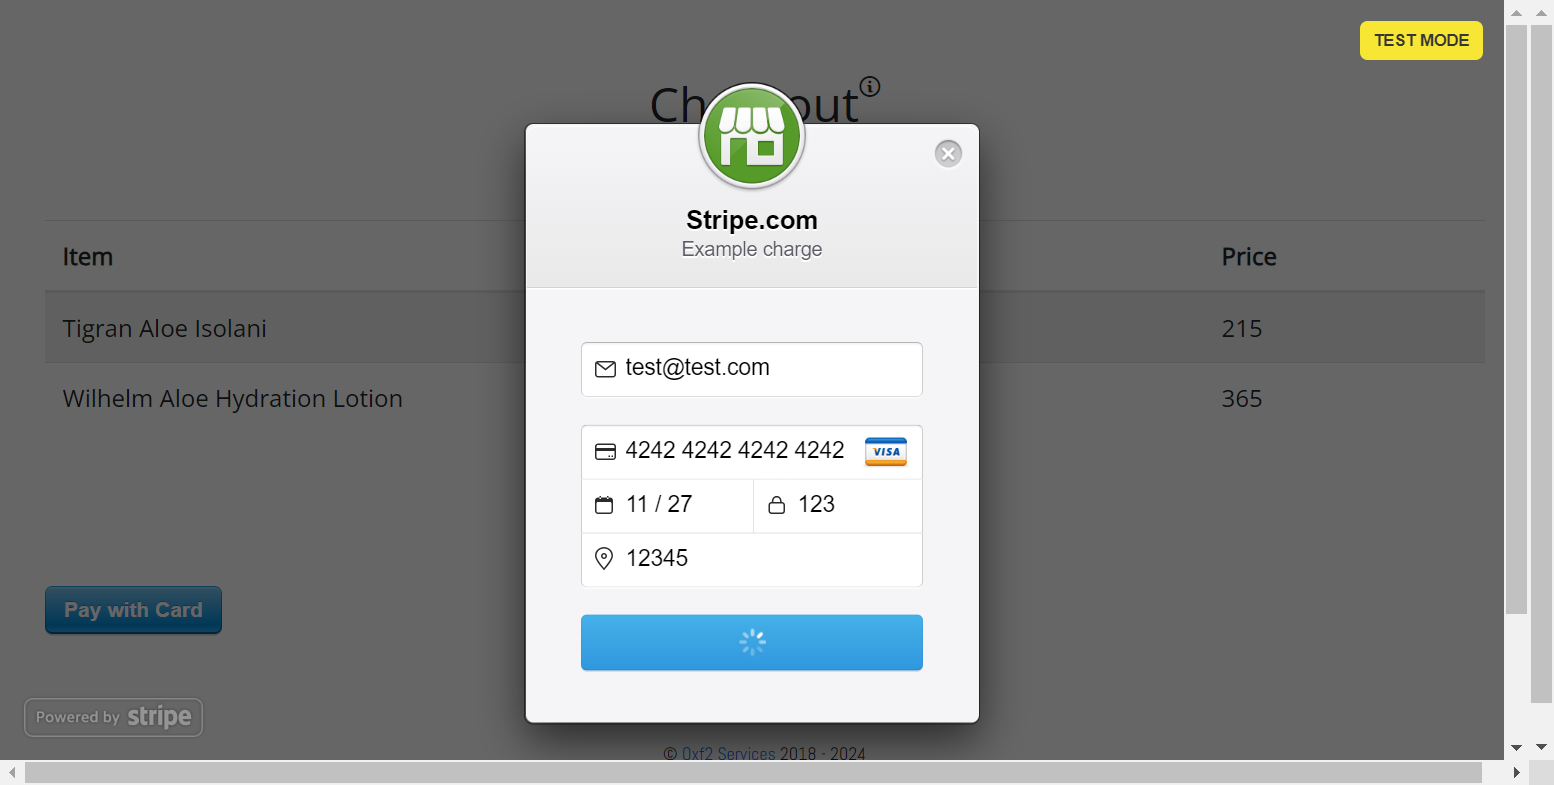 TEST MODE
Ch out
Stripe.com
Example charge
Item
Price
Tigran Aloe Isolani
215
Wilhelm Aloe Hydration Lotion
365
test@test.com
4242 4242 4242 4242
VISA
11 / 27
123
12345
Pay with Card
Powered by stripe
© Qxf2 Services 2018 - 2024